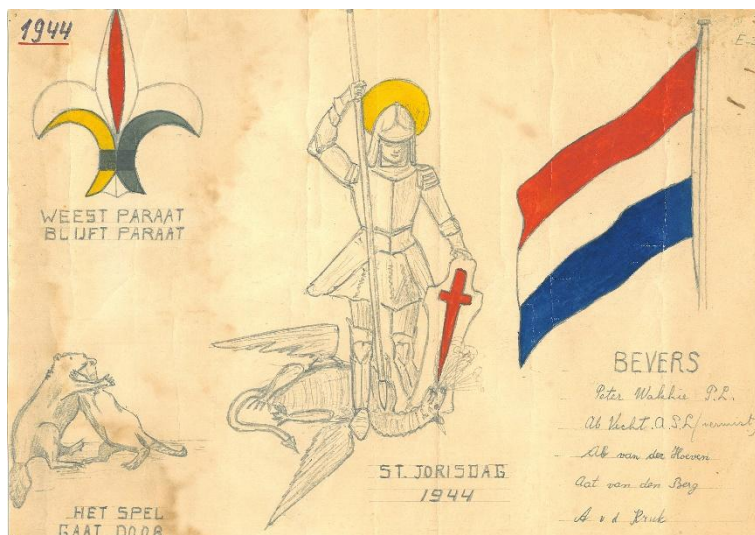 1944
WEEST PARAAT
BLIJFT PARAAT
HET SPEL
GAAT DOOR
ST. JORISDAG
1944
BEVERS
Peter Walchie P.L.
Ab Vecht. A.S.L (vermist)
Ab van der Hoeven
Aat van den Berg
A v d Kruk